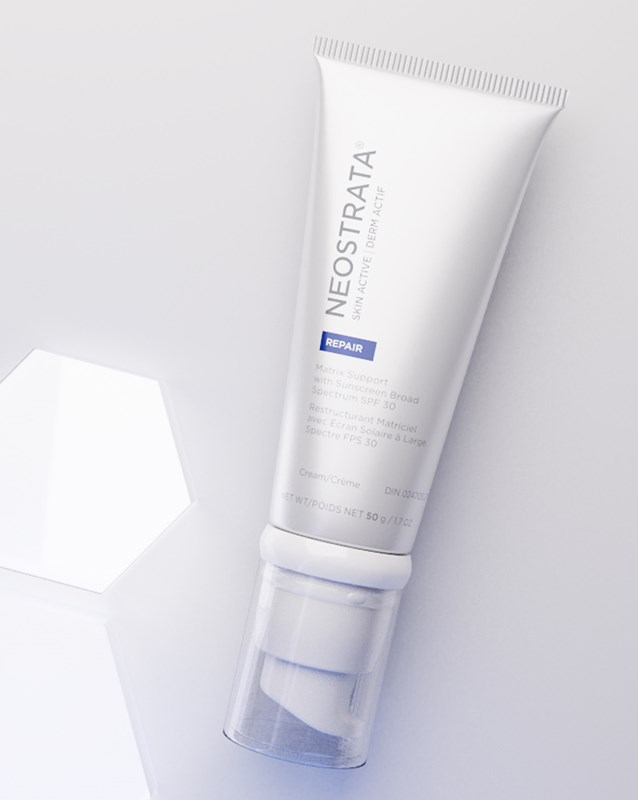 NEOSTRATA®
SKIN ACTIVE | DERM ACTIF
REPAIR
Matrix Support
with Sunscreen Broad
Spectrum SPF 30
Restructurant Matriciel
avec Écran Solaire à Large
Spectre FPS 30
Cream/Crème DIN
NET WT/POIDS NET 50 g / 1.7 OZ